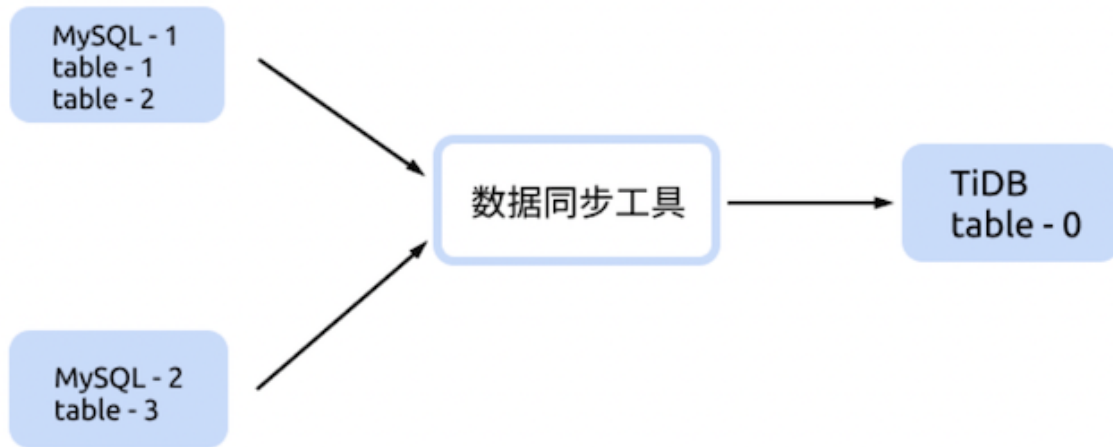 MySQL - 1
table - 1
table - 2
数据同步工具
TiDB
table - 0
MySQL - 2
table - 3